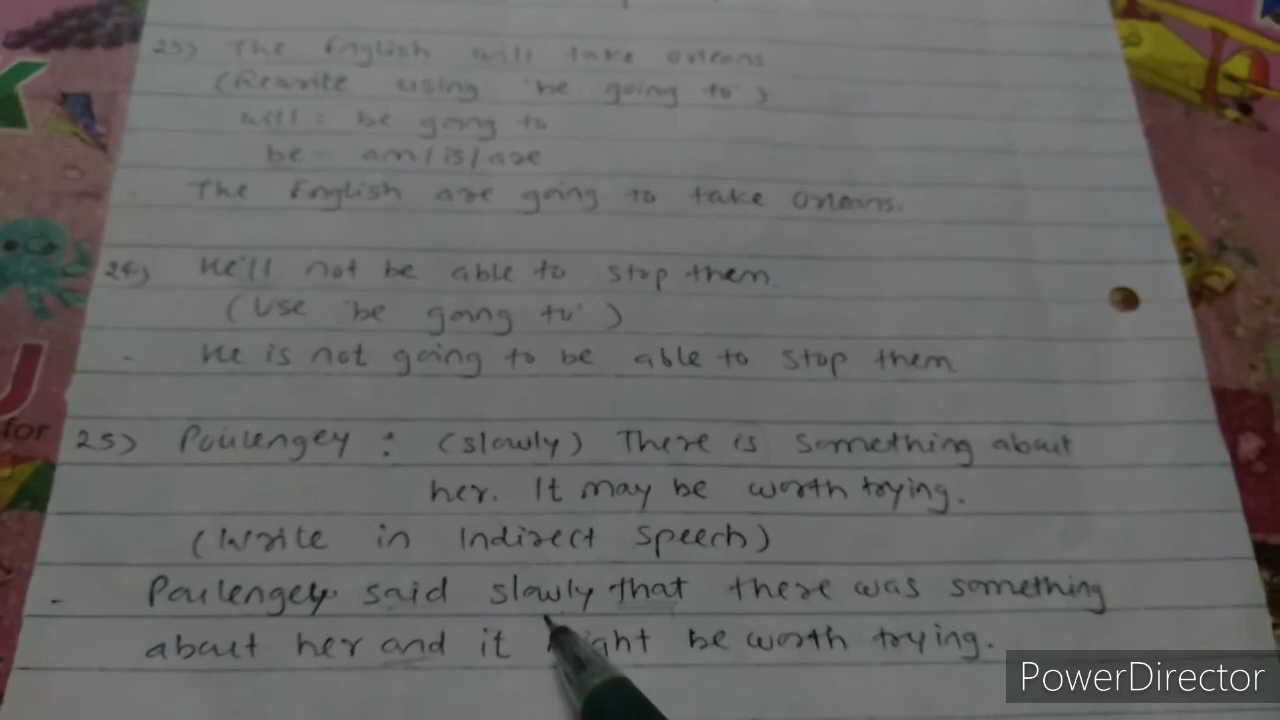 23) The English will take orleans
(Rewrite using 'be going to')
will : be going to
be - am/is/are
. The English are going to take orleans.
24) He'll not be able to stop them.
(Use 'be going to')
- He is not going to be able to stop them
25) Poulengey : (slowly) There is something about
her. It may be worth trying.
(Write in Indirect Speech)
- Poulengey said slowly that there was something
about her and it might be worth trying.
for
PowerDirector